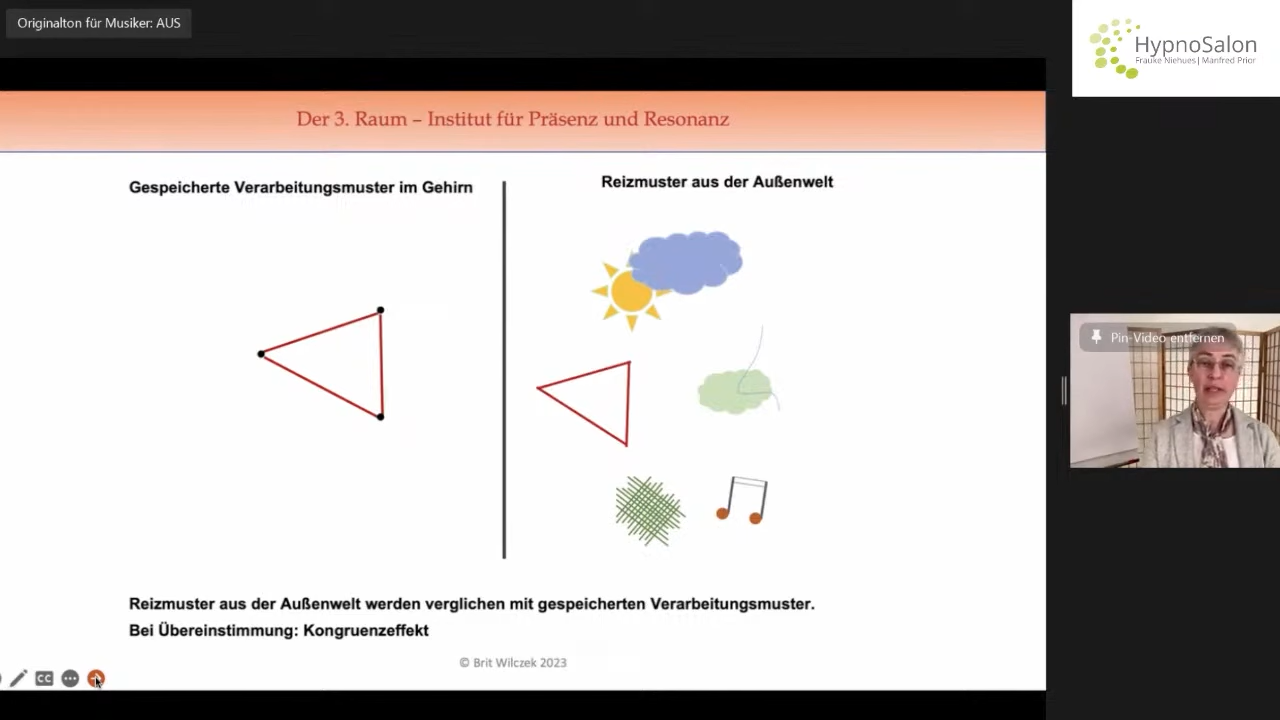 Originalton für Musiker: AUS
HypnoSalon
Frauke Niehues | Manfred Prior
Der 3. Raum – Institut für Präsenz und Resonanz
Gespeicherte Verarbeitungsmuster im Gehirn
Reizmuster aus der Außenwelt
Pin-Video entfernen
Reizmuster aus der Außenwelt werden verglichen mit gespeicherten Verarbeitungsmuster.
Bei Übereinstimmung: Kongruenzeffekt
© Brit Wilczek 2023
CC